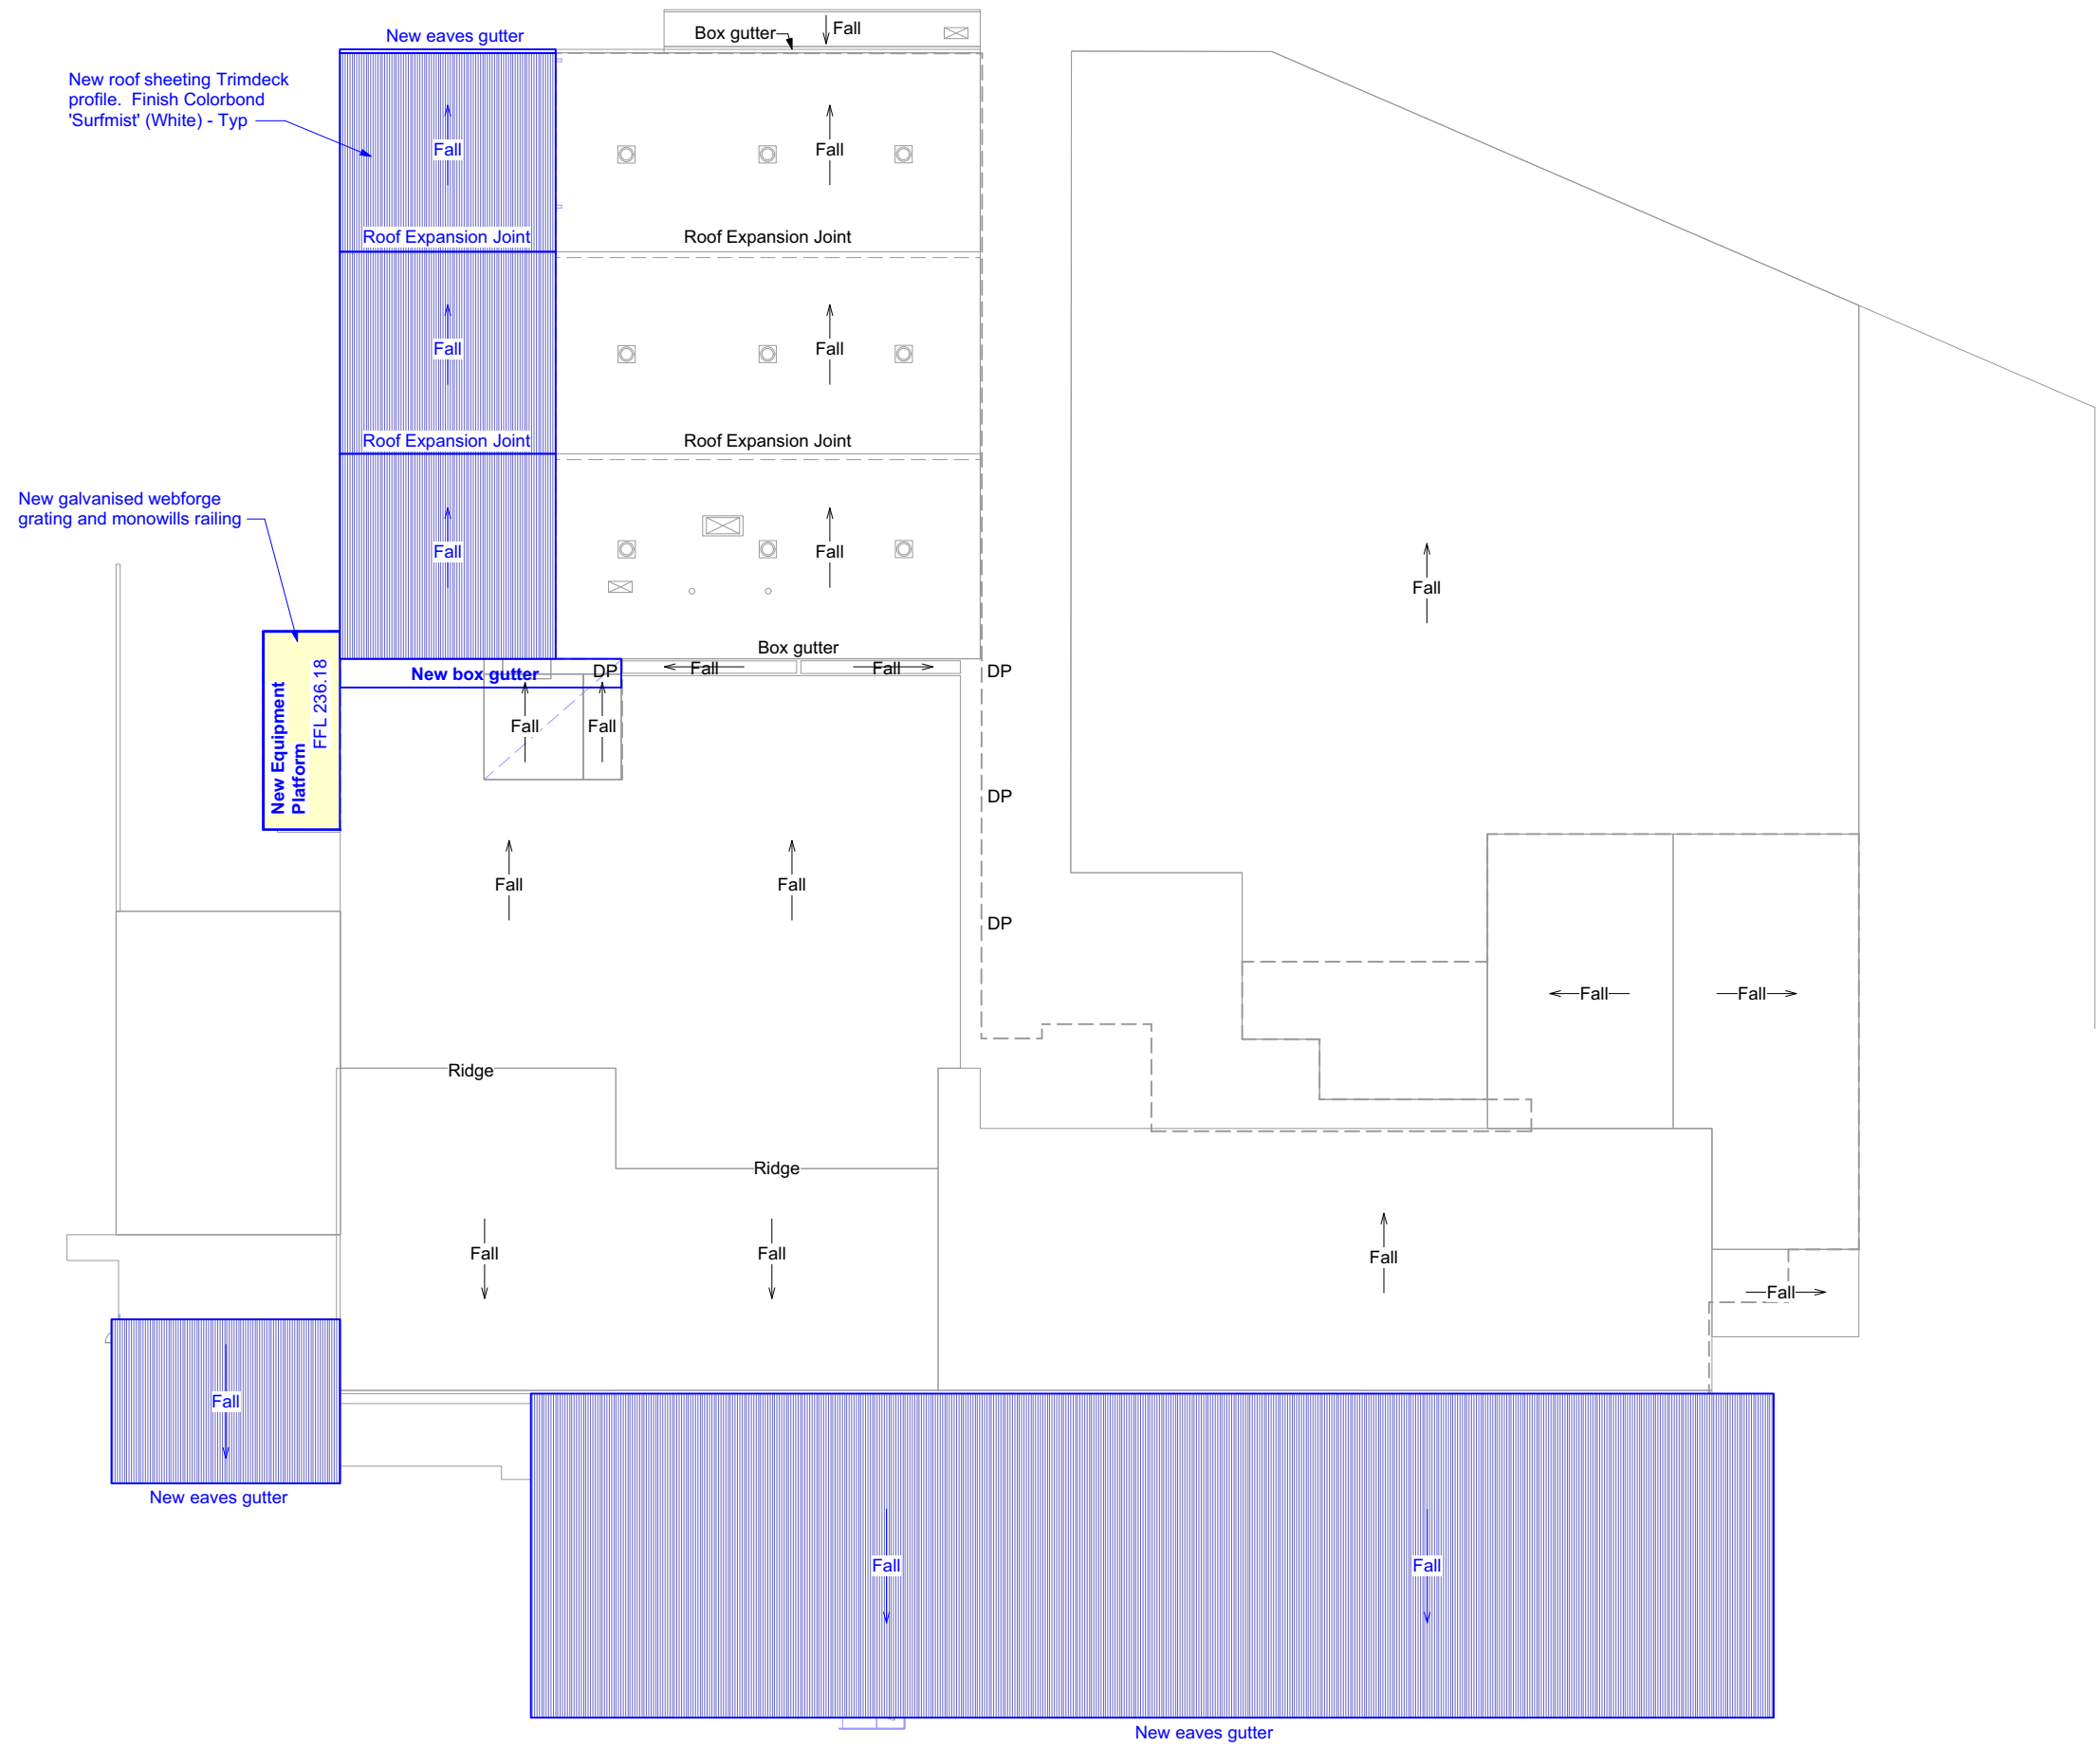 Box gutter
Fall
New eaves gutter
New roof sheeting Trimdeck
profile.  Finish Colorbond
'Surfmist' (White) - Typ
Fall
Fall
Roof Expansion Joint
Roof Expansion Joint
Fall
Fall
Roof Expansion Joint
Roof Expansion Joint
New galvanised webforge
grating and monowills railing
Fall
Fall
Fall
Box gutter
New box gutter
DP
Fall
Fall
DP
New Equipment
Platform
FFL 236.18
Fall
Fall
DP
Fall
Fall
DP
Fall
Fall
Ridge
Ridge
Fall
Fall
Fall
Fall
Fall
New eaves gutter
Fall
Fall
New eaves gutter